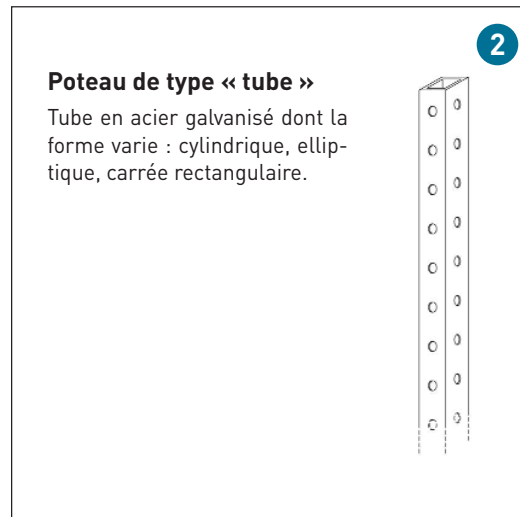 2
Poteau de type « tube »
Tube en acier galvanisé dont la
forme varie : cylindrique, ellip-
tique, carrée rectangulaire.